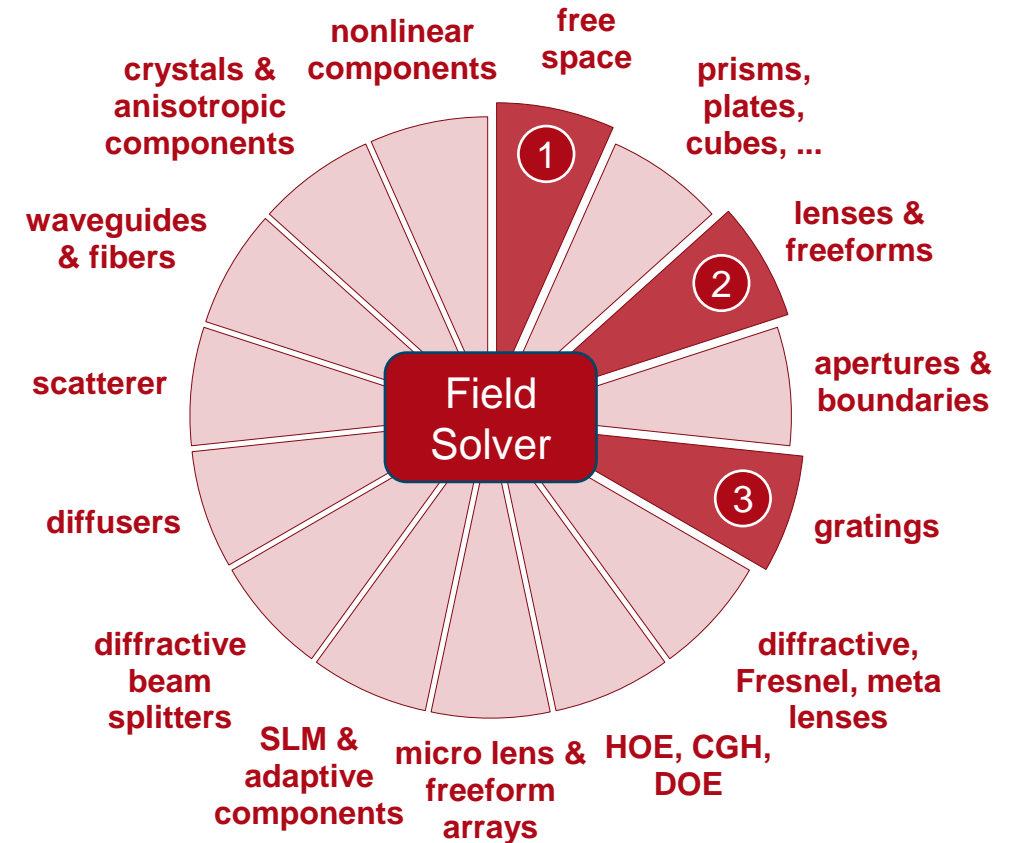 free
space
1
prisms,
plates,
cubes, ...
lenses &
freeforms
2
apertures &
boundaries
3
gratings
diffractive,
Fresnel, meta
lenses
HOE, CGH,
DOE
micro lens &
freeform
arrays
SLM &
adaptive
components
diffractive
beam
splitters
diffusers
scatterer
waveguides
& fibers
crystals &
anisotropic
components
nonlinear
components
Field
Solver